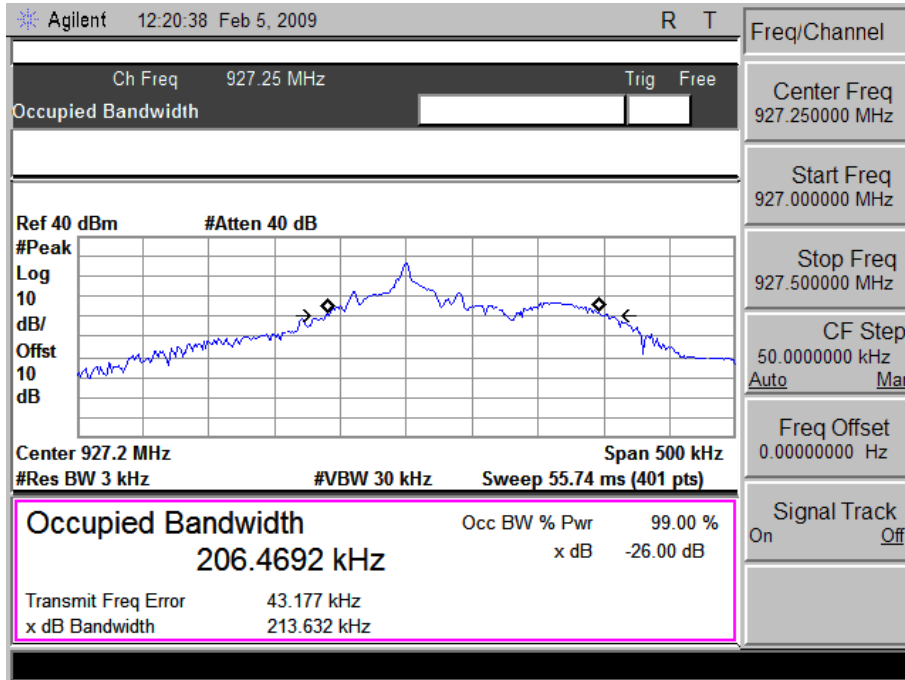 Agilent 12:20:38 Feb 5, 2009 R T
Ch Freq 927.25 MHz Trig Free
Occupied Bandwidth
Ref 40 dBm #Atten 40 dB
#Peak
Log
10
dB/
Offst
10
dB
Center 927.2 MHz Span 500 kHz
#Res BW 3 kHz #VBW 30 kHz Sweep 55.74 ms (401 pts)
Occupied Bandwidth Occ BW % Pwr 99.00 %
206.4692 kHz x dB -26.00 dB
Transmit Freq Error 43.177 kHz
x dB Bandwidth 213.632 kHz
Freq/Channel
Center Freq
927.250000 MHz
Start Freq
927.000000 MHz
Stop Freq
927.500000 MHz
CF Step
50.0000000 kHz
Auto Mar
Freq Offset
0.00000000 Hz
Signal Track
On Off